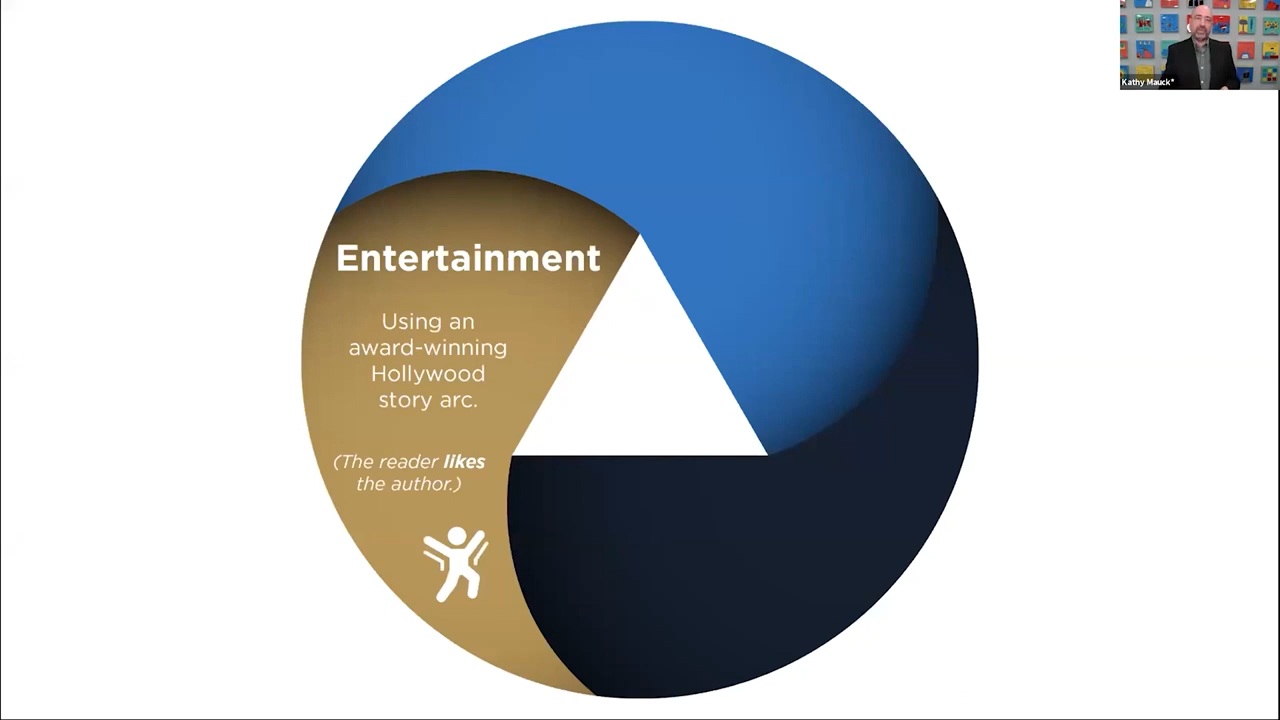 Kathy Mauck*
Entertainment
Using an
award-winning
Hollywood
story arc.
(The reader likes
the author.)